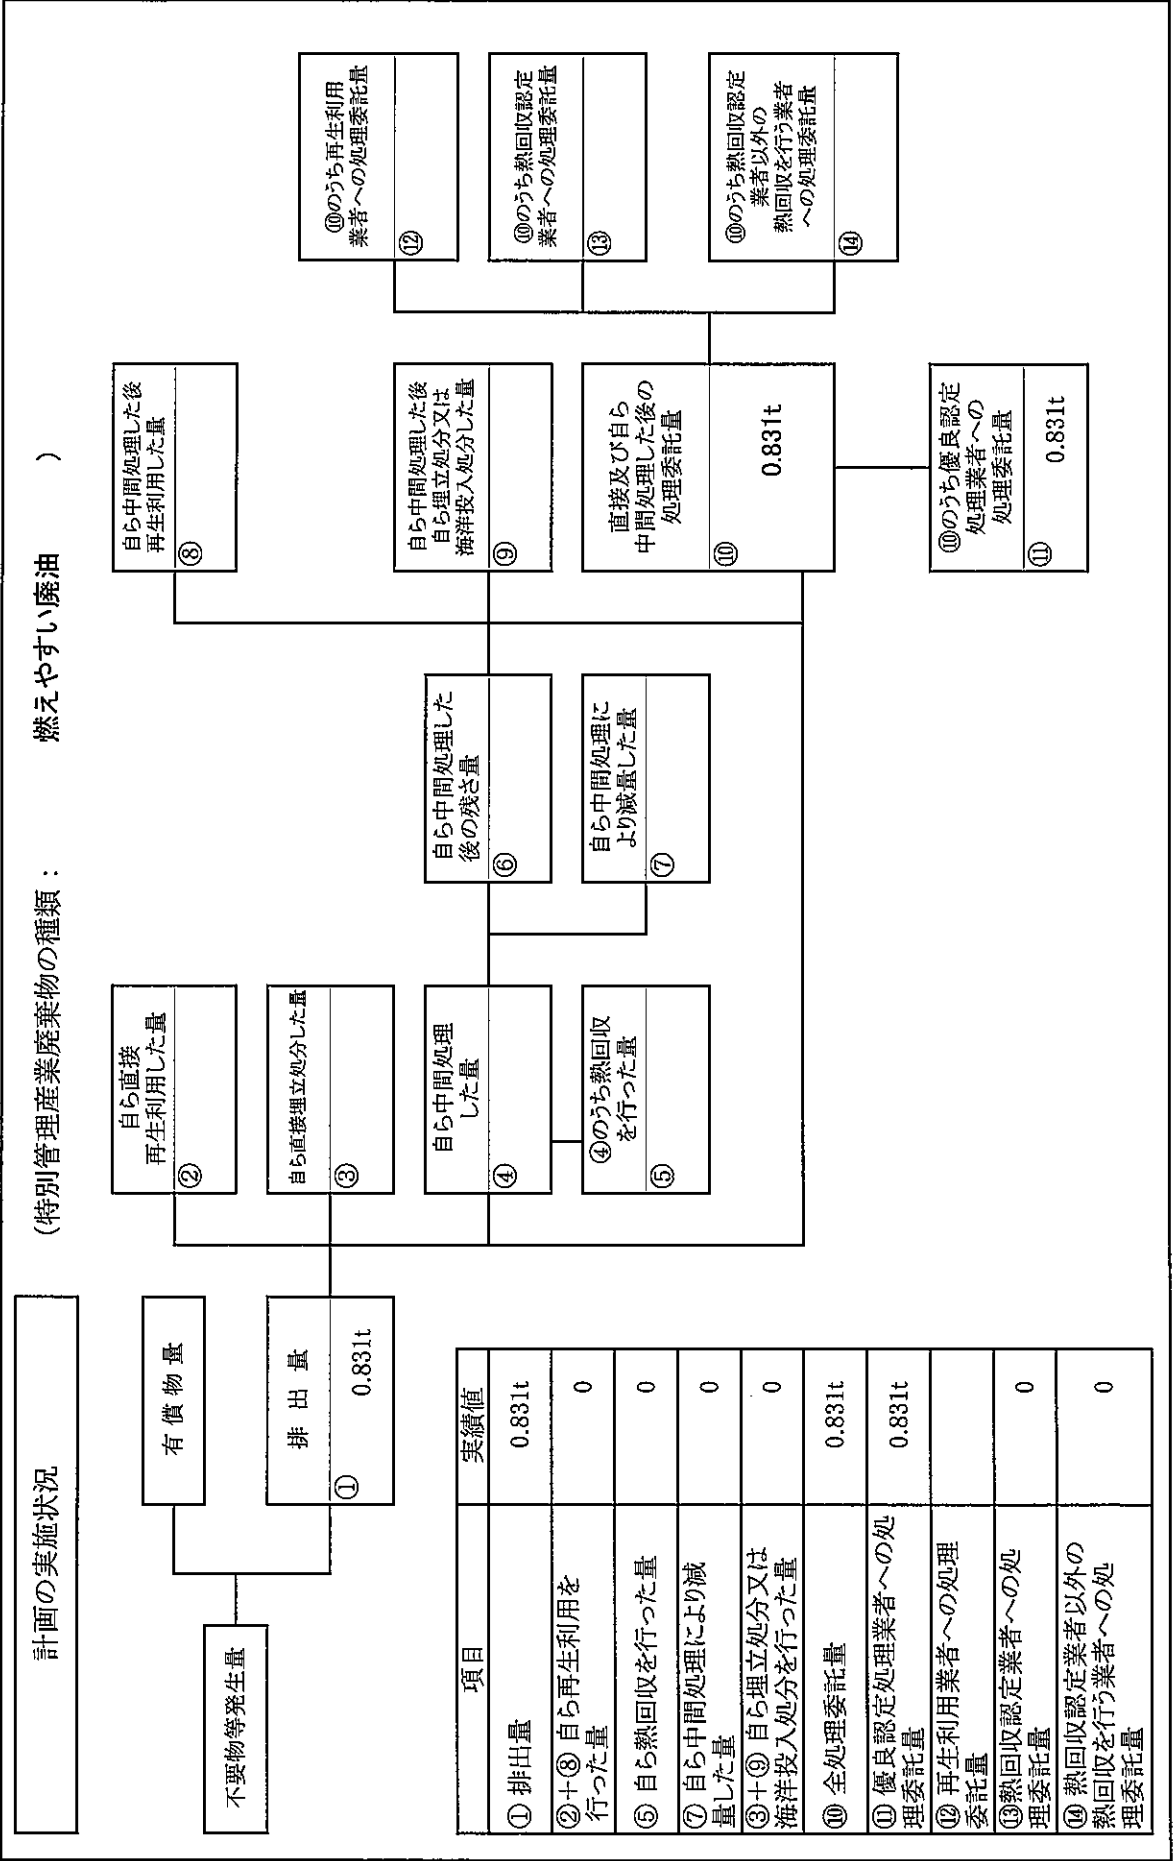 計画の実施状況
(特別管理産業廃棄物の種類： 燃えやすい廃油 )
不要物等発生量
有償物量
排出量
①
0.831t
自ら直接
再生利用した量
②
自ら直接埋立処分した量
③
自ら中間処理
した量
④
④のうち熱回収
を行った量
⑤
自ら中間処理した
後の残さ量
⑥
自ら中間処理に
より減量した量
⑦
自ら中間処理した後
再生利用した量
⑧
自ら中間処理した後
自ら埋立処分又は
海洋投入処分した量
⑨
直接及び自ら
中間処理した後の
処理委託量
⑩
0.831t
⑩のうち優良認定
処理業者への
処理委託量
⑪
0.831t
⑩のうち再生利用
業者への処理委託量
⑫
⑩のうち熱回収認定
業者への処理委託量
⑬
⑩のうち熱回収認定
業者以外の
熱回収を行う業者
への処理委託量
⑭
項目 実績値
① 排出量 0.831t
②＋⑧ 自ら再生利用を
行った量 0
⑤ 自ら熱回収を行った量 0
⑦ 自ら中間処理により減
量した量 0
③＋⑨ 自ら埋立処分又は
海洋投入処分を行った量 0
⑩ 全処理委託量 0.831t
⑪ 優良認定処理業者への処
理委託量 0.831t
⑫ 再生利用業者への処理
委託量
⑬熱回収認定業者への処
理委託量 0
⑭ 熱回収認定業者以外の
熱回収を行う業者への処
理委託量 0